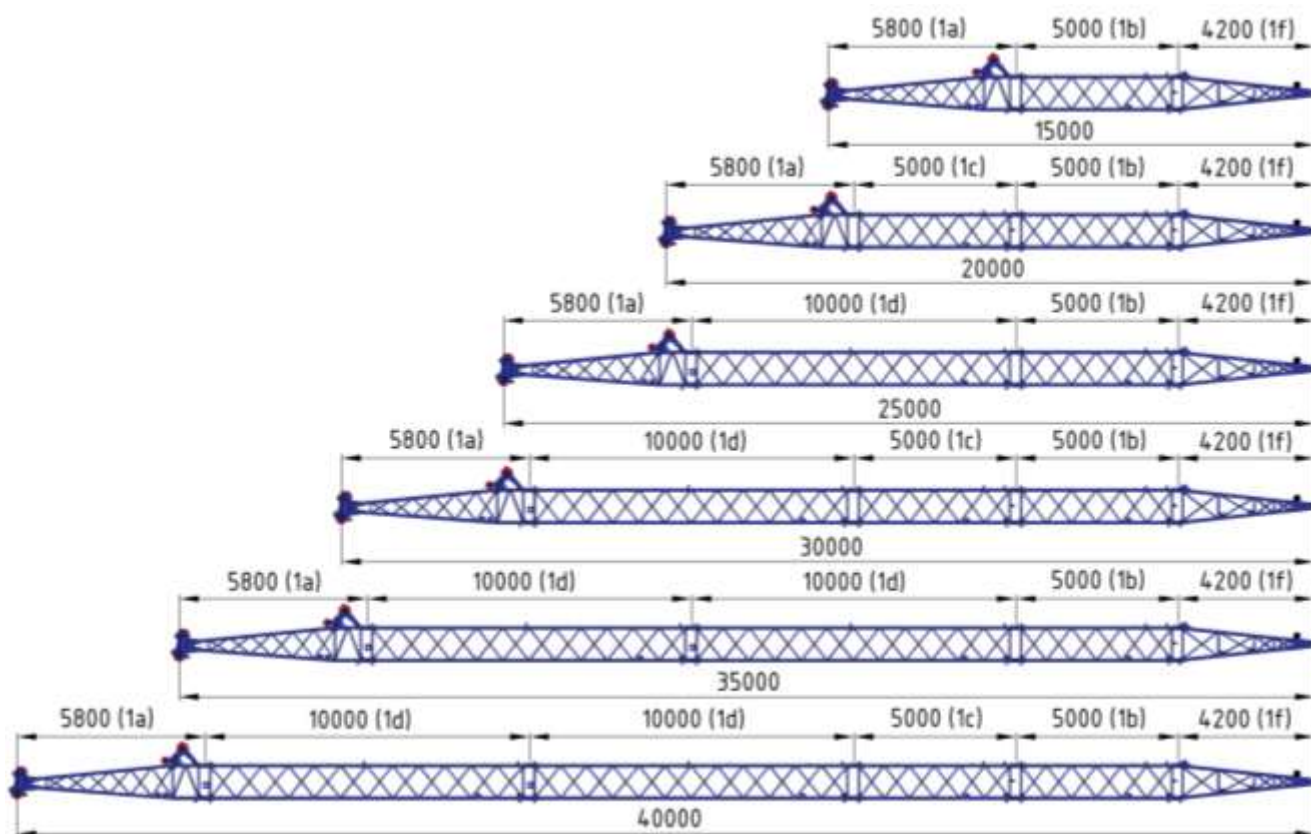 5800 (1a) 5000 (1b) 4200 (1f)
15000
5800 (1a) 5000 (1c) 5000 (1b) 4200 (1f)
20000
5800 (1a) 10000 (1d) 5000 (1b) 4200 (1f)
25000
5800 (1a) 10000 (1d) 5000 (1c) 5000 (1b) 4200 (1f)
30000
5800 (1a) 10000 (1d) 10000 (1d) 5000 (1b) 4200 (1f)
35000
5800 (1a) 10000 (1d) 10000 (1d) 5000 (1c) 5000 (1b) 4200 (1f)
40000